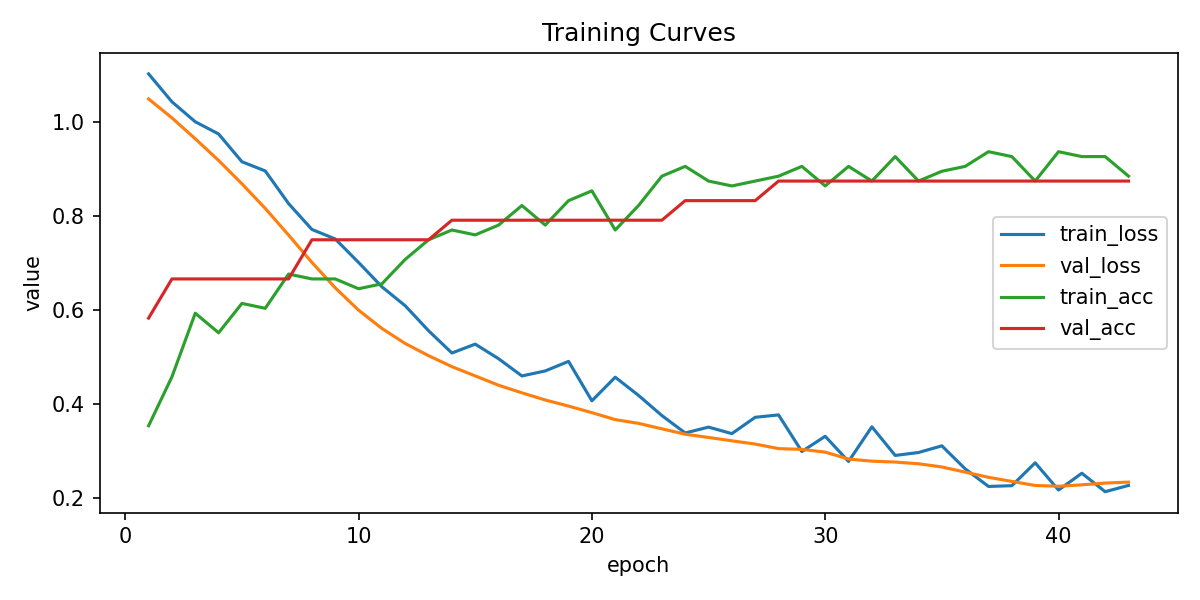 Training Curves
value
1.0
0.8
0.6
0.4
0.2
train_loss
val_loss
train_acc
val_acc
0 10 20 30 40
epoch